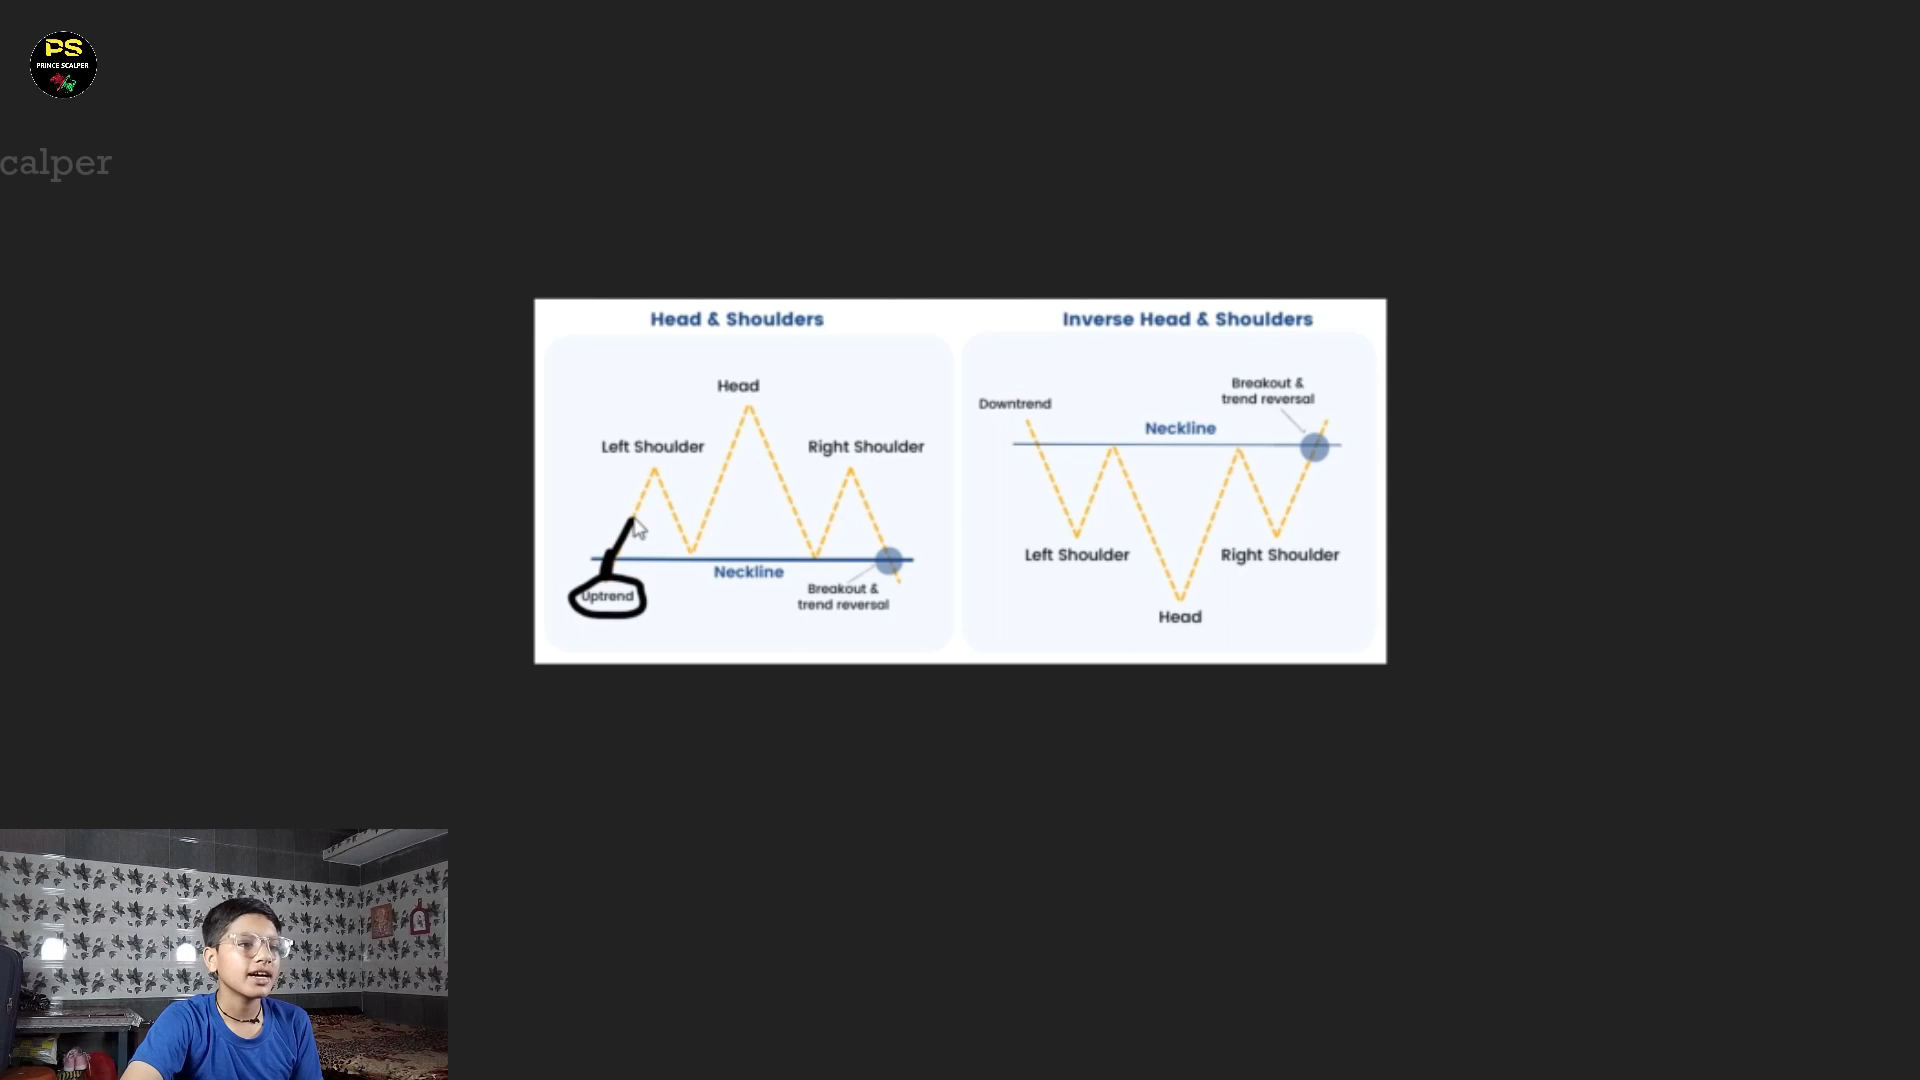 PS
PRINCE SCALPER
calper
Head & Shoulders
Head
Left Shoulder
Right Shoulder
Neckline
Uptrend
Breakout &
trend reversal
Inverse Head & Shoulders
Downtrend
Breakout &
trend reversal
Neckline
Left Shoulder
Right Shoulder
Head